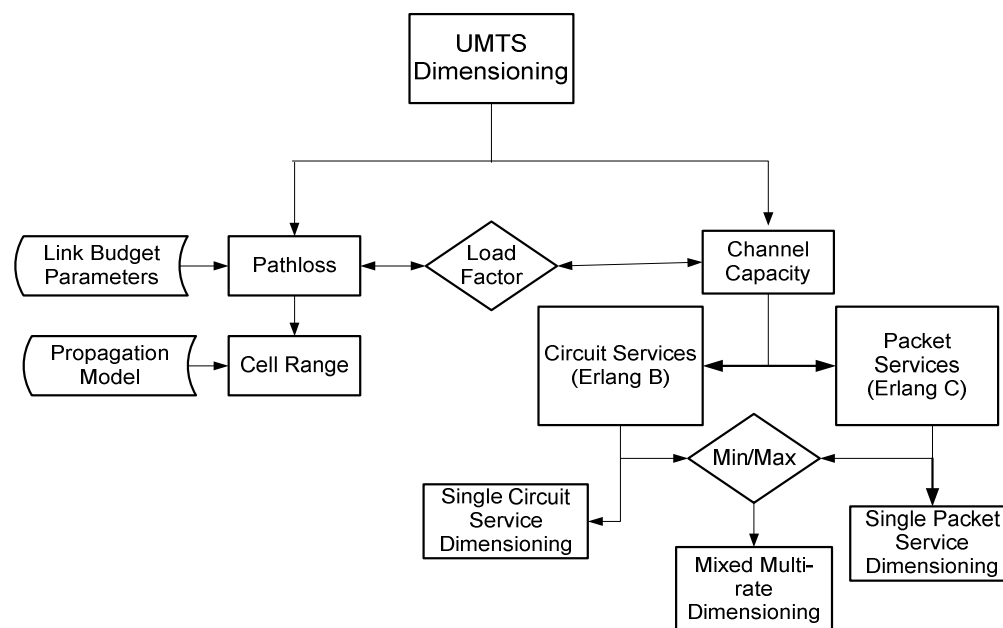 UMTS
Dimensioning
Link Budget
Parameters
Pathloss
Load
Factor
Channel
Capacity
Propagation
Model
Cell Range
Circuit Services
(Erlang B)
Packet
Services
(Erlang C)
Min/Max
Single Circuit
Service
Dimensioning
Mixed Multi-
rate
Dimensioning
Single Packet
Service
Dimensioning